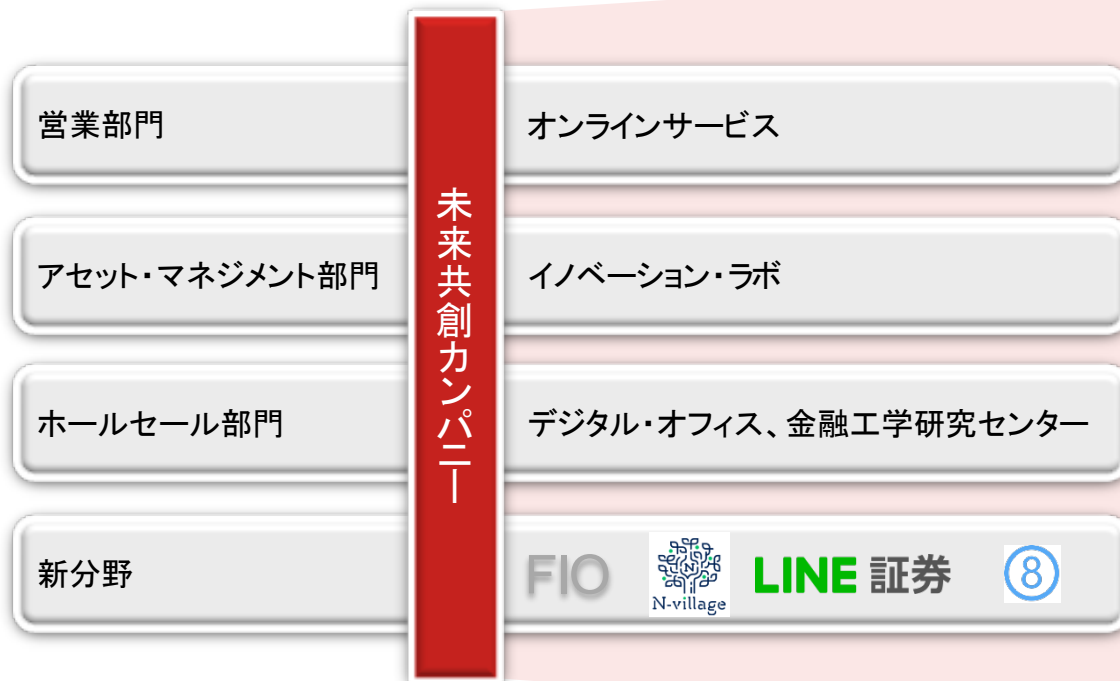 営業部門
オンラインサービス
未来共創カンパニー
アセット・マネジメント部門
イノベーション・ラボ
ホールセール部門
デジタル・オフィス、金融工学研究センター
新分野
FIO
N
N-village
LINE 証券
8